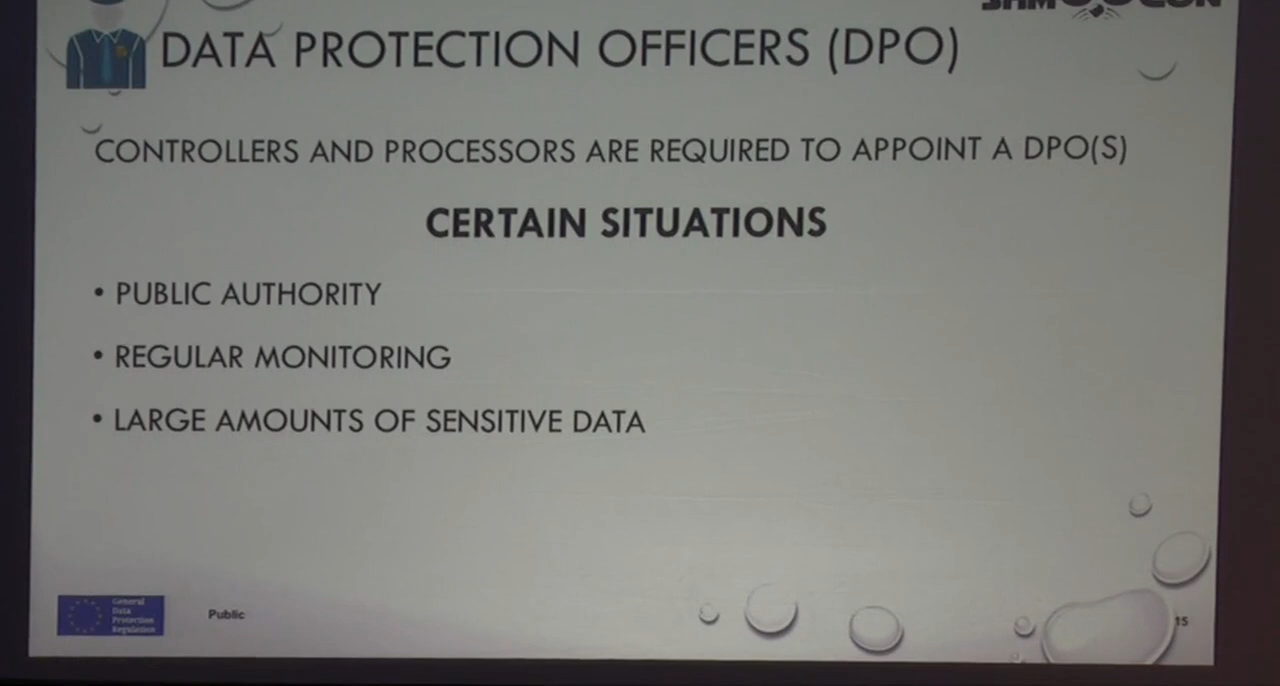 DATA PROTECTION OFFICERS (DPO)
CONTROLLERS AND PROCESSORS ARE REQUIRED TO APPOINT A DPO(S)
CERTAIN SITUATIONS
• PUBLIC AUTHORITY
• REGULAR MONITORING
• LARGE AMOUNTS OF SENSITIVE DATA
General
Data
Protection
Regulation
Public
15